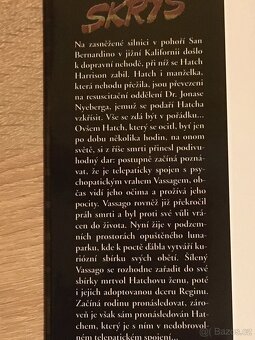 SKRÝŠ
Na zasněžené silnici v pohoří San
Bernardino v jižní Kalifornii došlo
k dopravní nehodě, při níž se Hatch
Harrison zabil. Hatch i manželka,
která nehodu přežila, jsou převezeni
na resuscitační oddělení Dr. Jonase
Nyeberga, jemuž se podaří Hatcha
vzkřísit. Vše se zdá být v pořádku...
Ovšem Hatch, který se ocitl, byť jen
po dobu několika hodin, na onom
světě, si z říše smrti přinesl podivu-
hodný dar: postupně začíná pozná-
vat, že je telepaticky spojen s psy-
chopatickým vrahem Vassagem, ob-
čas vidí jeho očima a prožívá jeho
pocity. Vassago rovněž již překročil
práh smrti a byl proti své vůli vrá-
cen do života. Nyní žije v podzem-
ních prostorách opuštěného luna-
parku, kde k poctě ďábla vytváří ku-
riózní sbírku svých obětí. Šílený
Vassago se rozhodne zařadit do své
sbírky mrtvol Hatchovu ženu, poté
i jejich adoptovanou dceru Reginu.
Začíná rodinu pronásledovat, záro-
veň je však sám pronásledován Hat-
chem, který je s ním v nedobrovol-
ném telepatickém spojení...